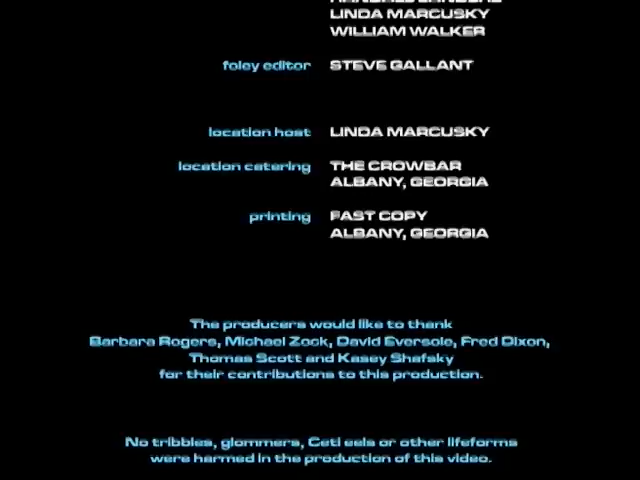 LINDA MARCUSKY
WILLIAM WALKER
foley editor STEVE GALLANT
location host LINDA MARCUSKY
location catering THE CROWBAR
ALBANY, GEORGIA
printing FAST COPY
ALBANY, GEORGIA
The producers would like to thank
Barbara Rogers, Michael Zock, David Eversole, Fred Dixon,
Thomas Scott and Kasey Shafsky
for their contributions to this production.
No tribbles, glommers, Ceti eels or other lifeforms
were harmed in the production of this video.